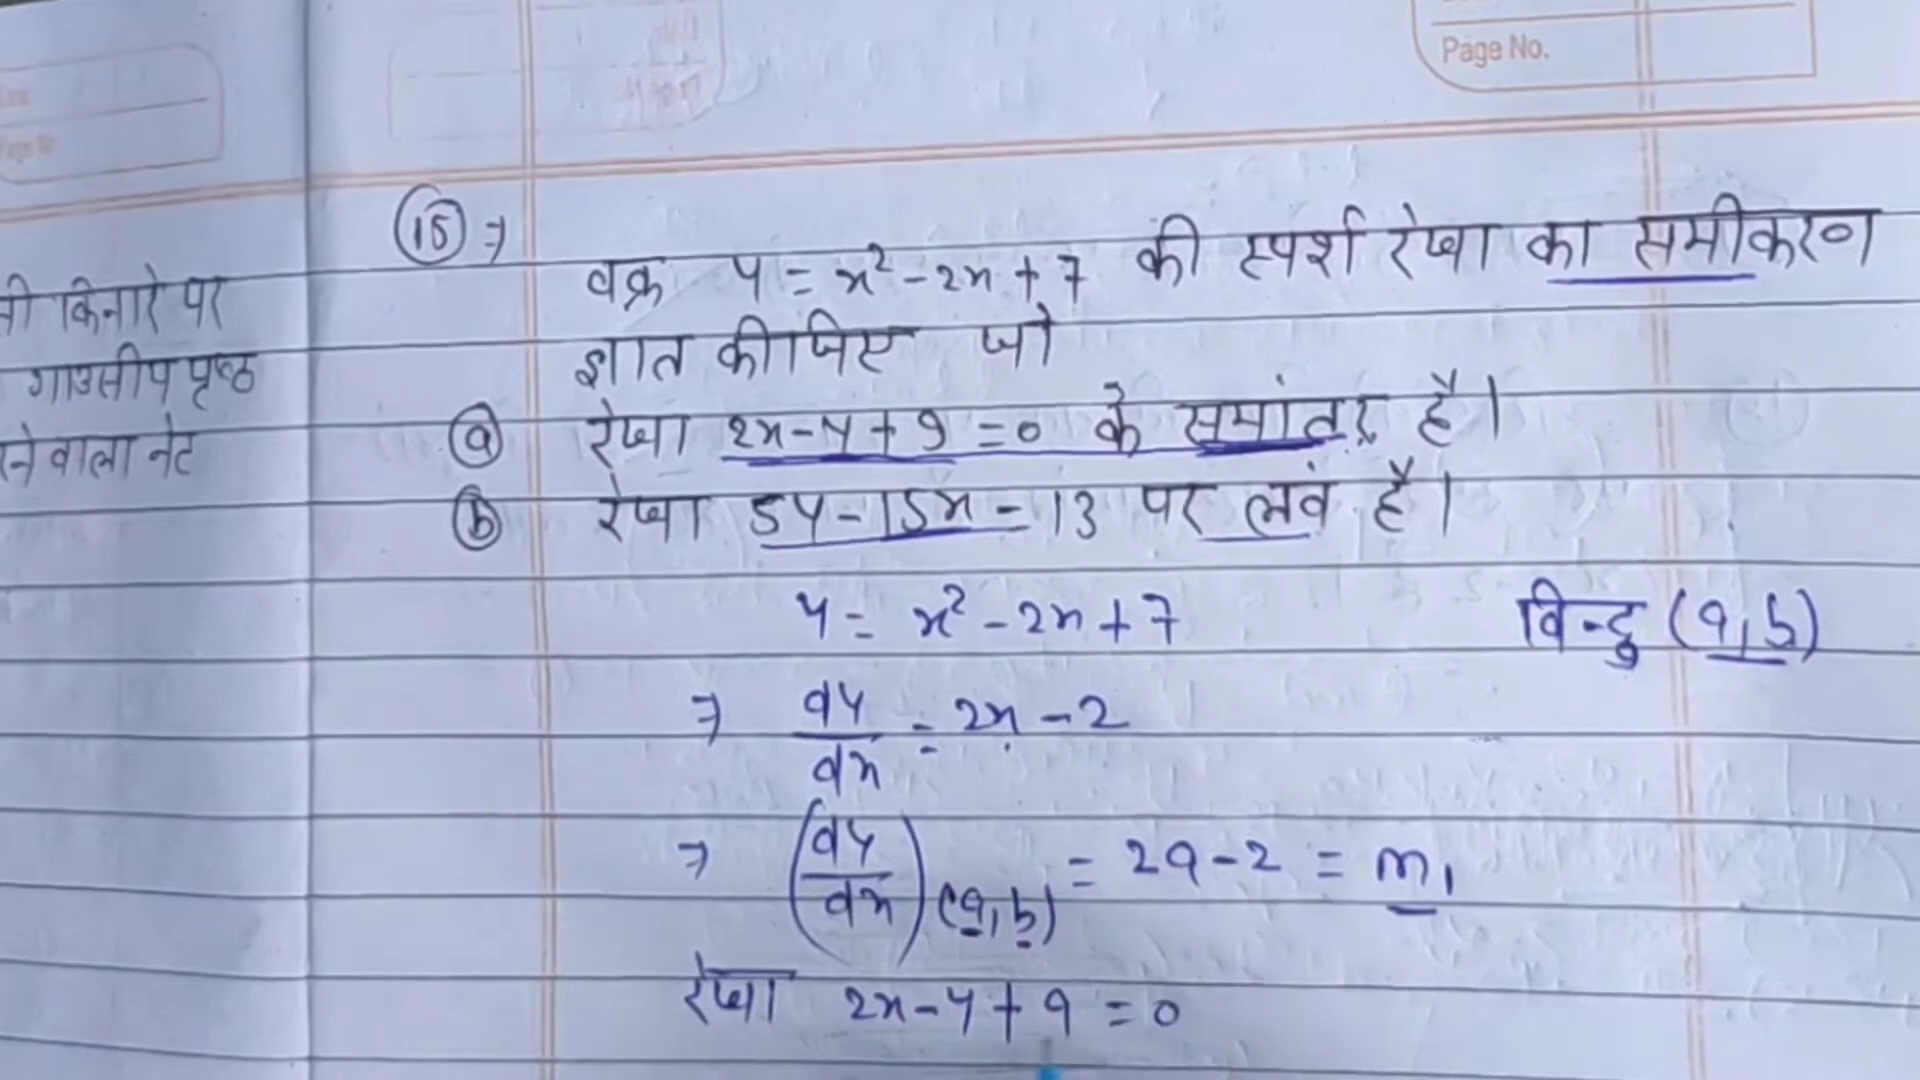 Page No.
ती किनारे पर
गाउसीय पृष्ठ
रने वाला नेट
15 ⇒
वक्र y = x² - 2x + 7 की स्पर्श रेखा का समीकरण
ज्ञात कीजिए जो
(a) रेखा 2x - y + 9 = 0 के समांतर है।
(b) रेखा 5y - 15x = 13 पर लंव है।
y = x² - 2x + 7 विन्दु (a, b)
⇒ dy/dx = 2x - 2
⇒ (dy/dx)(a, b) = 2a - 2 = m₁
रेखा 2x - y + 9 = 0